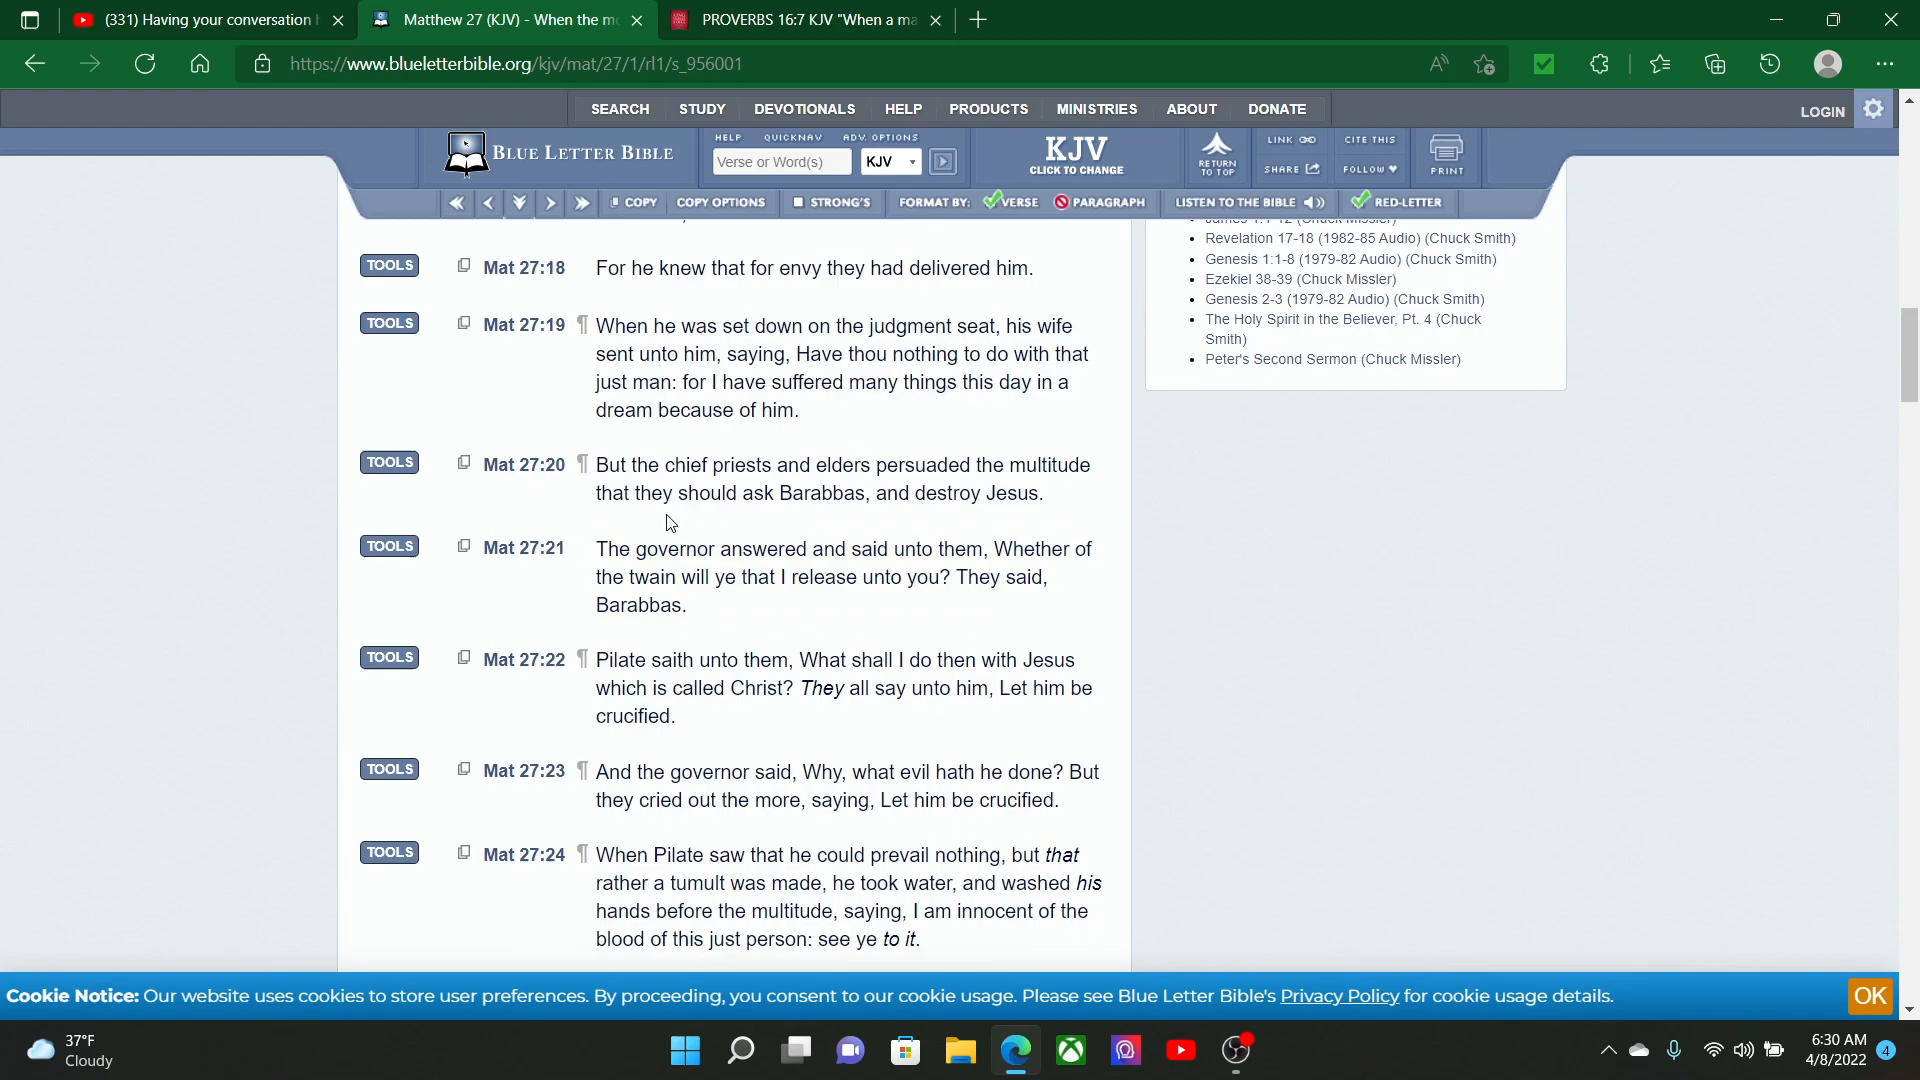 (331) Having your conversation
Matthew 27 (KJV) - When the mo
PROVERBS 16:7 KJV "When a ma
https://www.blueletterbible.org/kjv/mat/27/1/rl1/s_956001
SEARCH STUDY DEVOTIONALS HELP PRODUCTS MINISTRIES ABOUT DONATE
LOGIN
BLUE LETTER BIBLE
HELP QUICKNAV ADV. OPTIONS
Verse or Word(s) KJV
KJV
CLICK TO CHANGE
RETURN
TO TOP
LINK CITE THIS
SHARE FOLLOW
PRINT
COPY COPY OPTIONS STRONG'S FORMAT BY: VERSE PARAGRAPH LISTEN TO THE BIBLE RED-LETTER
TOOLS Mat 27:18 For he knew that for envy they had delivered him.
TOOLS Mat 27:19 ¶ When he was set down on the judgment seat, his wife
sent unto him, saying, Have thou nothing to do with that
just man: for I have suffered many things this day in a
dream because of him.
TOOLS Mat 27:20 ¶ But the chief priests and elders persuaded the multitude
that they should ask Barabbas, and destroy Jesus.
TOOLS Mat 27:21 The governor answered and said unto them, Whether of
the twain will ye that I release unto you? They said,
Barabbas.
TOOLS Mat 27:22 ¶ Pilate saith unto them, What shall I do then with Jesus
which is called Christ? They all say unto him, Let him be
crucified.
TOOLS Mat 27:23 ¶ And the governor said, Why, what evil hath he done? But
they cried out the more, saying, Let him be crucified.
TOOLS Mat 27:24 ¶ When Pilate saw that he could prevail nothing, but that
rather a tumult was made, he took water, and washed his
hands before the multitude, saying, I am innocent of the
blood of this just person: see ye to it.
Revelation 17-18 (1982-85 Audio) (Chuck Smith)
Genesis 1:1-8 (1979-82 Audio) (Chuck Smith)
Ezekiel 38-39 (Chuck Missler)
Genesis 2-3 (1979-82 Audio) (Chuck Smith)
The Holy Spirit in the Believer, Pt. 4 (Chuck
Smith)
Peter's Second Sermon (Chuck Missler)
Cookie Notice: Our website uses cookies to store user preferences. By proceeding, you consent to our cookie usage. Please see Blue Letter Bible's Privacy Policy for cookie usage details.
OK
37°F
Cloudy
6:30 AM
4/8/2022
4